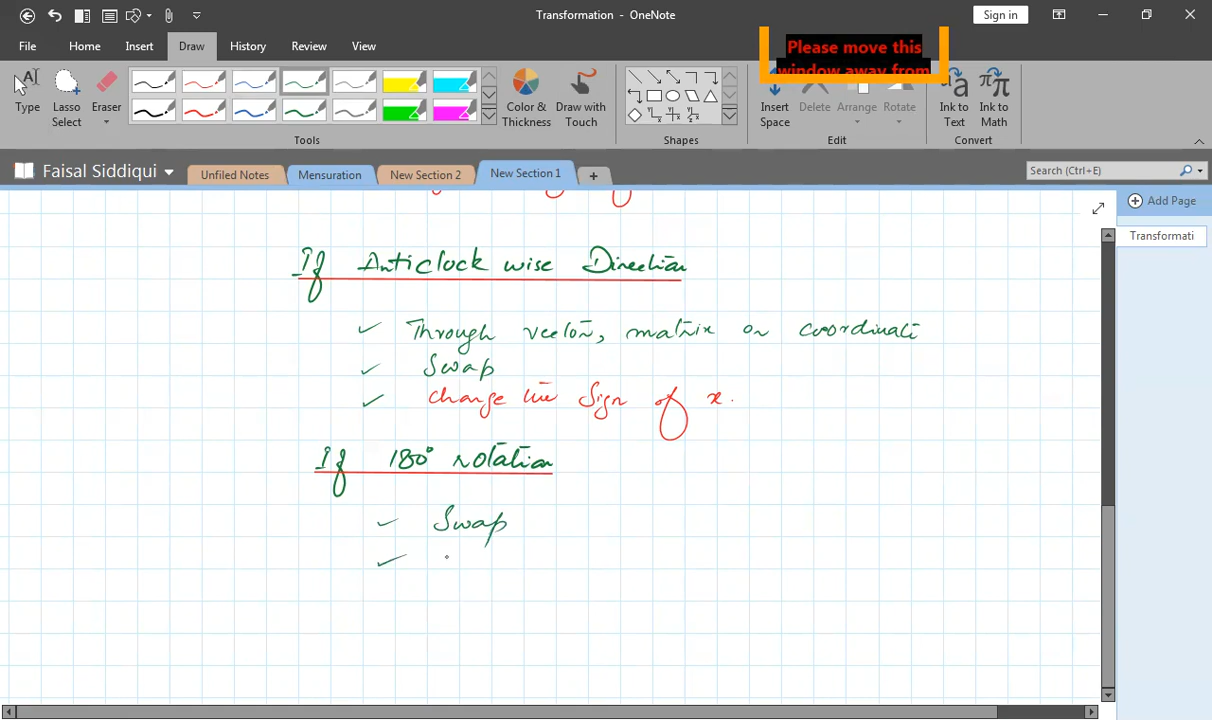 Transformation - OneNote
Sign in
Please move this
window away from
File Home Insert Draw History Review View
Type
Lasso Select
Eraser
Color & Thickness
Draw with Touch
Insert Space
Delete
Arrange
Rotate
Ink to Text
Ink to Math
Tools
Shapes
Edit
Convert
Faisal Siddiqui
Unfiled Notes
Mensuration
New Section 2
New Section 1
Search (Ctrl+E)
Add Page
Transformati
If Anticlock wise Direction
Through vector, matrix or coordinate
Swap
Change the Sign of x.
If 180° rotation
Swap